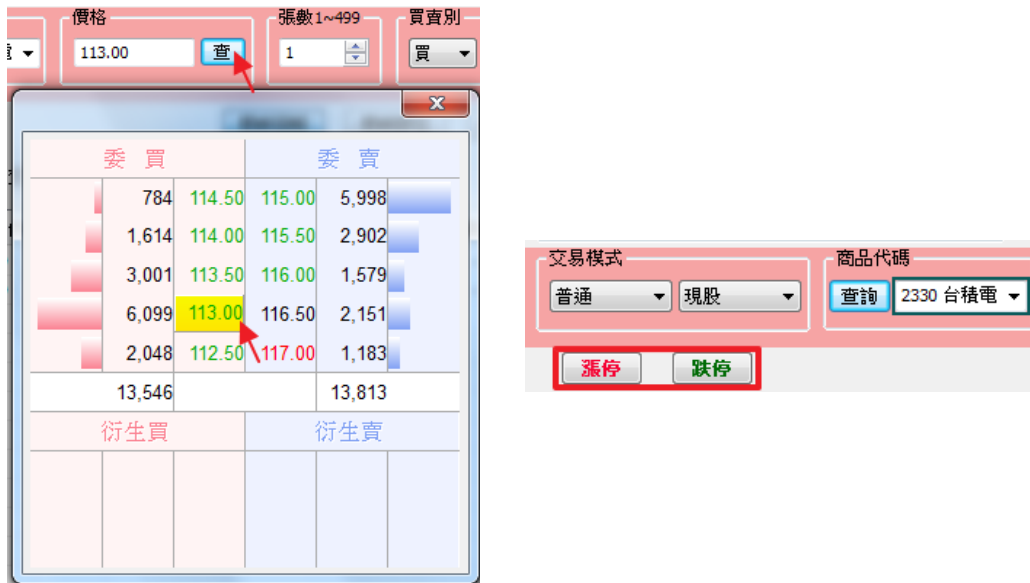 價格
張數1~499
買賣別
113.00
查
1
買
委 買
委 賣
784 114.50 115.00 5,998
1,614 114.00 115.50 2,902
3,001 113.50 116.00 1,579
6,099 113.00 116.50 2,151
2,048 112.50 117.00 1,183
13,546 13,813
衍生買 衍生賣
交易模式
商品代碼
普通
現股
查詢
2330 台積電
漲停
跌停